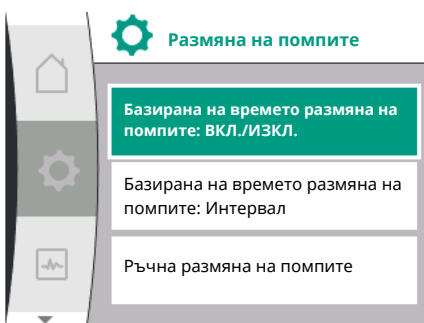 Размяна на помпите
Базирана на времето размяна на
помпите: ВКЛ./ИЗКЛ.
Базирана на времето размяна на
помпите: Интервал
Ръчна размяна на помпите